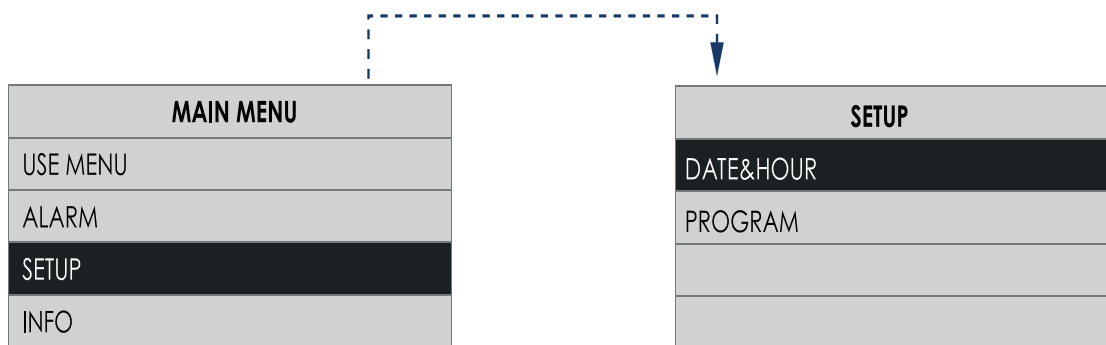 MAIN MENU
USE MENU
ALARM
SETUP
INFO
SETUP
DATE&HOUR
PROGRAM